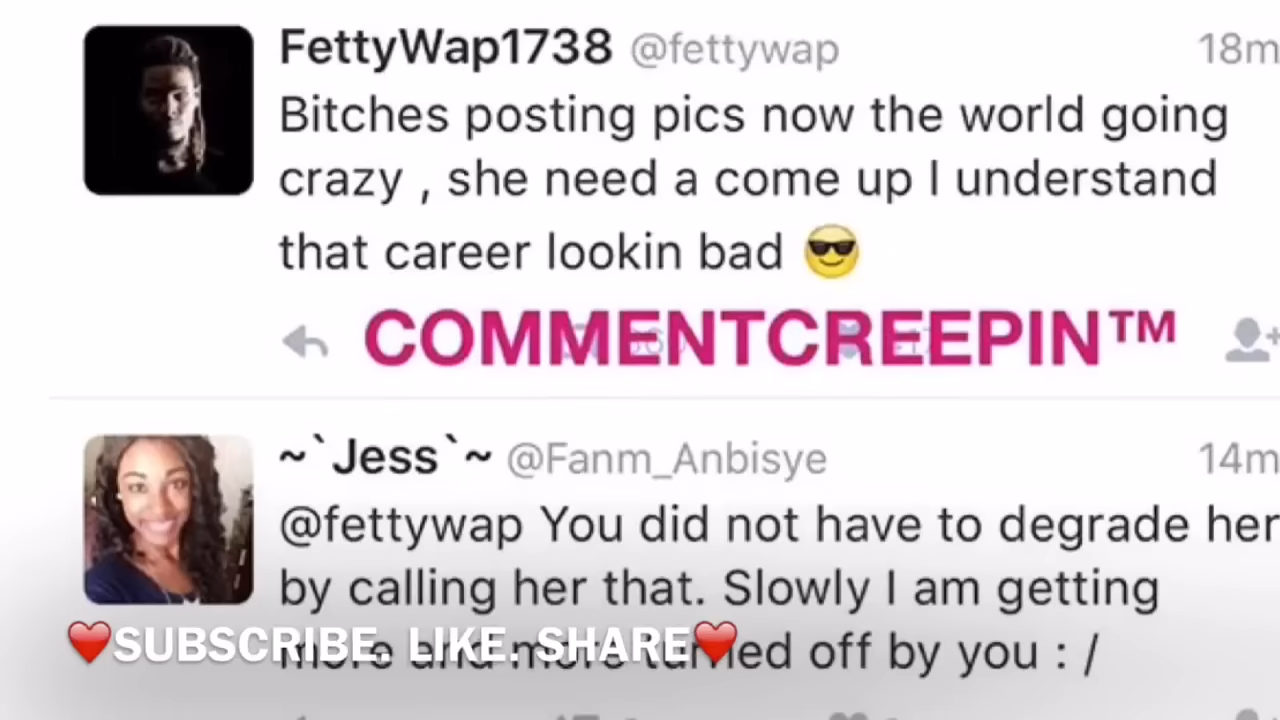 FettyWap1738 @fettywap 18m
Bitches posting pics now the world going
crazy , she need a come up I understand
that career lookin bad 😎
COMMENTCREEPIN™
~`Jess`~ @Fanm_Anbisye 14m
@fettywap You did not have to degrade her
by calling her that. Slowly I am getting
more and more turned off by you : /
❤️SUBSCRIBE. LIKE. SHARE❤️